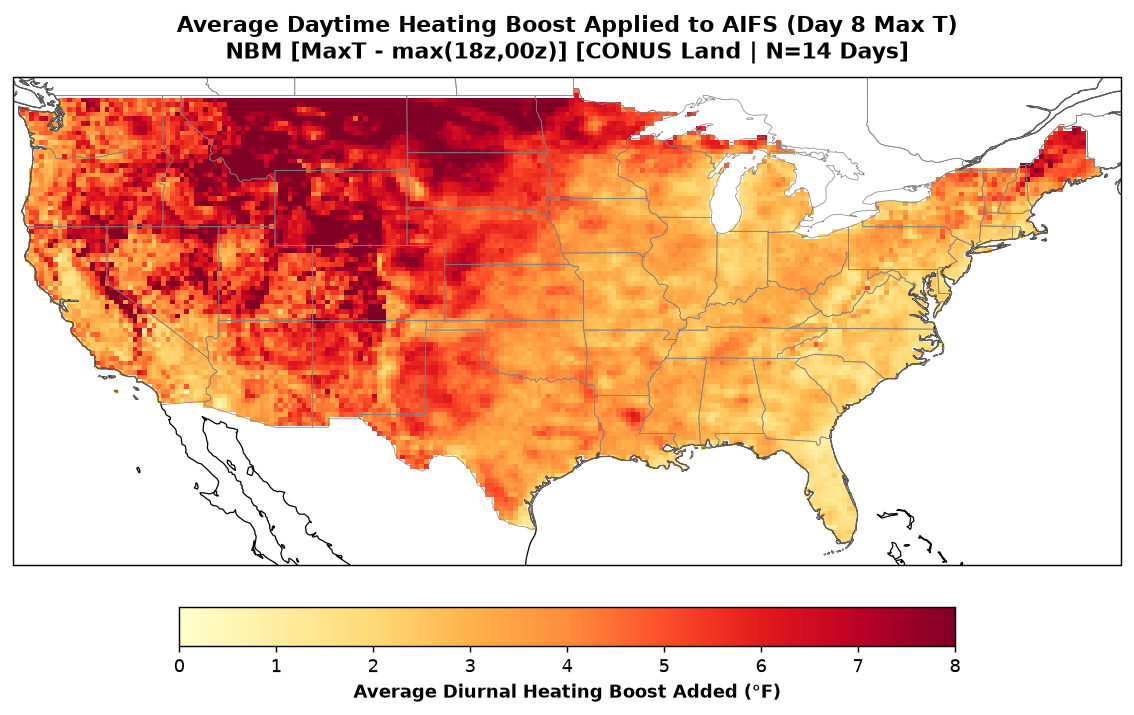 Average Daytime Heating Boost Applied to AIFS (Day 8 Max T)
NBM [MaxT - max(18z,00z)] [CONUS Land | N=14 Days]
0 1 2 3 4 5 6 7 8
Average Diurnal Heating Boost Added (°F)